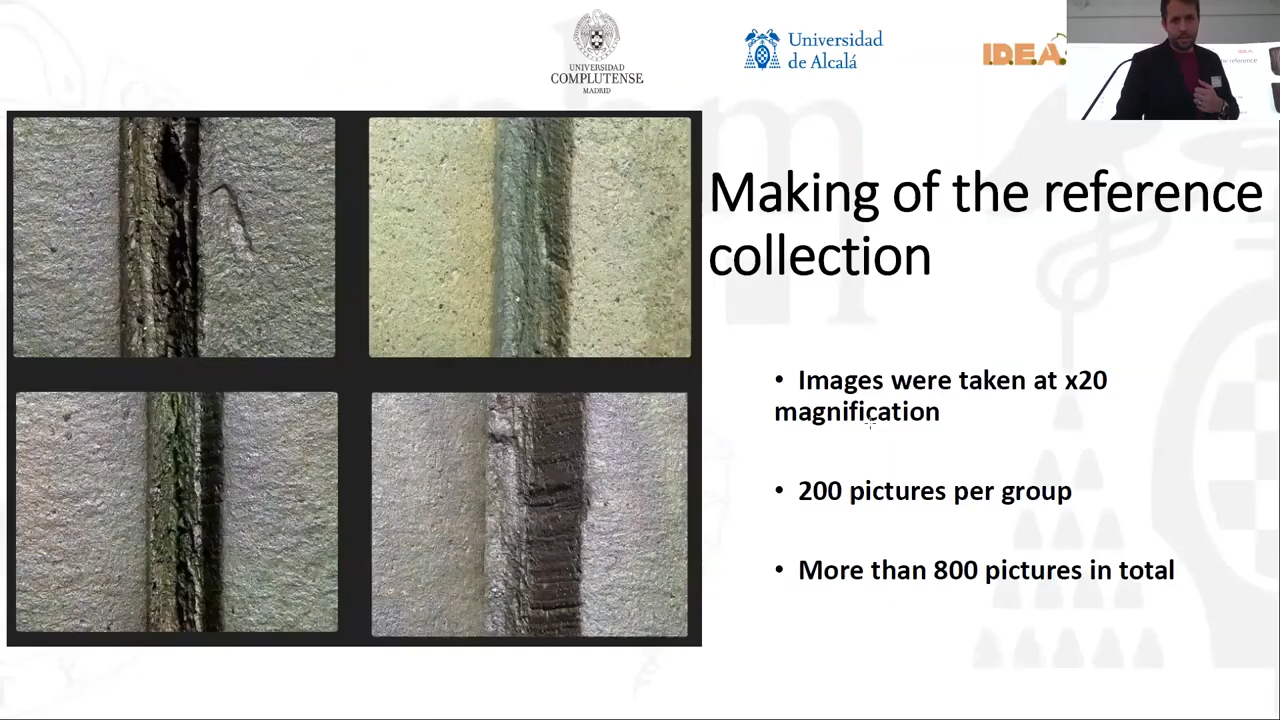 UNIVERSIDAD
COMPLUTENSE
MADRID
Universidad
de Alcalá
I.D.E.A.
Making of the reference
collection
• Images were taken at x20
magnification
• 200 pictures per group
• More than 800 pictures in total